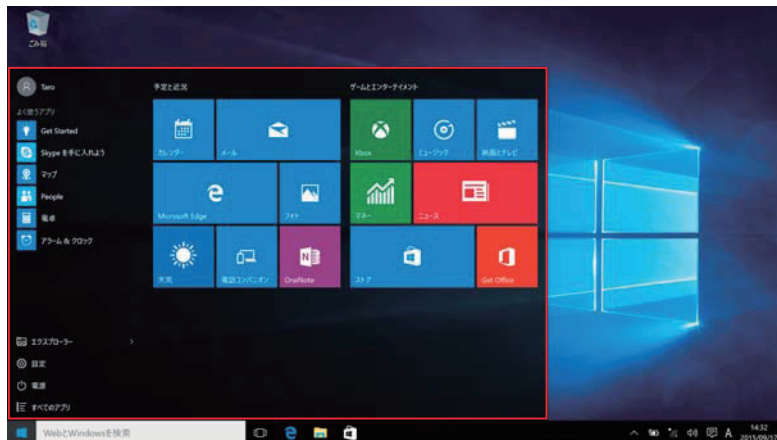 ごみ箱
Taro
よく使うアプリ
Get Started
Skype を手に入れよう
マップ
People
電卓
アラーム & クロック
エクスプローラー
設定
電源
すべてのアプリ
予定と近況
カレンダー
メール
Microsoft Edge
フォト
天気
電話コンパニオン
OneNote
ゲームとエンターテイメント
Xbox
ミュージック
映画とテレビ
マネー
ニュース
ストア
Get Office
WebとWindowsを検索
A
14:32